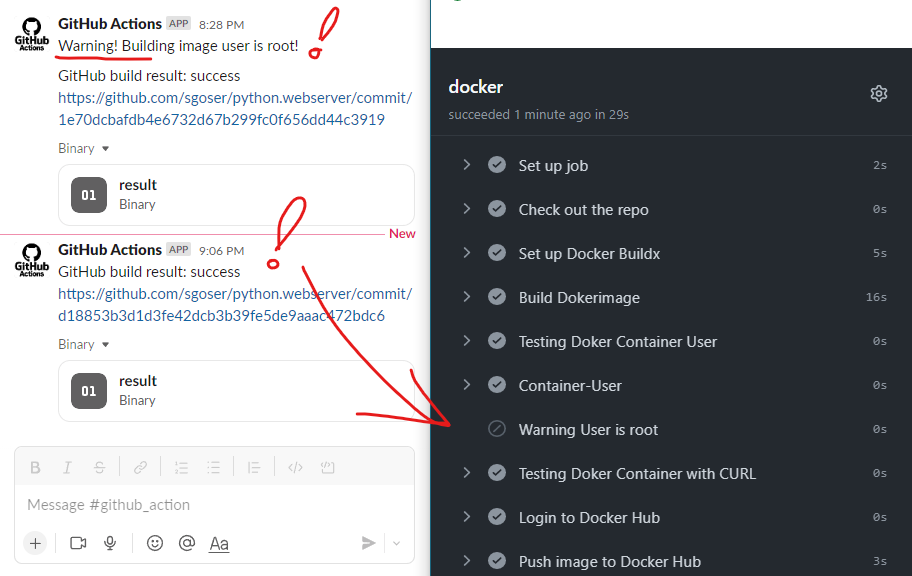 GitHub Actions APP 8:28 PM
Warning! Building image user is root!
GitHub build result: success
https://github.com/sgoser/python.webserver/commit/
1e70dcbafdb4e6732d67b299fc0f656dd44c3919
Binary
01
result
Binary
New
GitHub Actions APP 9:06 PM
GitHub build result: success
https://github.com/sgoser/python.webserver/commit/
d18853b3d1d3fe42dcb3b39fe5de9aaac472bdc6
Binary
01
result
Binary
B I S
Message #github_action
+ @ Aa
GitHub
Actions
GitHub
Actions
docker
succeeded 1 minute ago in 29s
Set up job 2s
Check out the repo 0s
Set up Docker Buildx 5s
Build Dokerimage 16s
Testing Doker Container User 0s
Container-User 0s
Warning User is root 0s
Testing Doker Container with CURL 0s
Login to Docker Hub 0s
Push image to Docker Hub 3s